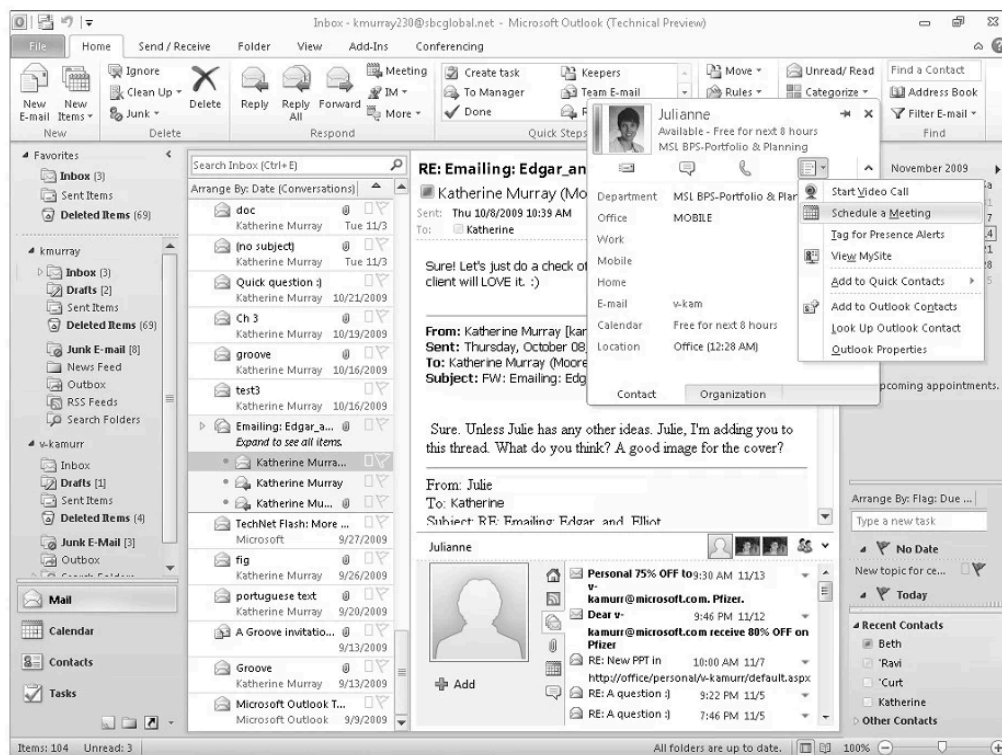 Inbox - kmurray230@sbcglobal.net - Microsoft Outlook (Technical Preview)
File Home Send / Receive Folder View Add-Ins Conferencing
New E-mail
New Items
New
Ignore
Clean Up
Junk
Delete
Delete
Reply
Reply All
Forward
Meeting
IM
More
Respond
Create task
To Manager
Done
Keepers
Team E-mail
Quick Steps
Move
Rules
Unread/ Read
Categorize
Find a Contact
Address Book
Filter E-mail
Find
Favorites
Inbox (3)
Sent Items
Deleted Items (69)
kmurray
Inbox (3)
Drafts [2]
Sent Items
Deleted Items (69)
Junk E-mail [8]
News Feed
Outbox
RSS Feeds
Search Folders
v-kamurr
Inbox
Drafts [1]
Sent Items
Deleted Items (4)
Junk E-Mail [3]
Outbox
Mail
Calendar
Contacts
Tasks
Search Inbox (Ctrl+E)
Arrange By: Date (Conversations)
doc
Katherine Murray Tue 11/3
(no subject)
Katherine Murray Tue 11/3
Quick question :)
Katherine Murray 10/21/2009
Ch 3
Katherine Murray 10/19/2009
groove
Katherine Murray 10/16/2009
test3
Katherine Murray 10/16/2009
Emailing: Edgar_a...
Expand to see all items.
Katherine Murra...
Katherine Murray
Katherine Mu...
TechNet Flash: More ...
Microsoft 9/27/2009
fig
Katherine Murray 9/26/2009
portuguese text
Katherine Murray 9/20/2009
A Groove invitatio...
9/13/2009
Groove
Katherine Murray 9/13/2009
Microsoft Outlook T...
Microsoft Outlook 9/9/2009
RE: Emailing: Edgar_an
Katherine Murray (Moo
Sent: Thu 10/8/2009 10:39 AM
To: Katherine
Sure! Let's just do a check of
client will LOVE it. :)
From: Katherine Murray [kar
Sent: Thursday, October 08,
To: Katherine Murray (Moore
Subject: FW: Emailing: Edg
Sure. Unless Julie has any other ideas. Julie, I'm adding you to
this thread. What do you think? A good image for the cover?
From: Julie
To: Katherine
Subject: RE: Emailing: Edgar and Elliot
Julianne
Available - Free for next 8 hours
MSL BPS-Portfolio & Planning
Department MSL BPS-Portfolio & Plan
Office MOBILE
Work
Mobile
Home
E-mail v-kam
Calendar Free for next 8 hours
Location Office (12:28 AM)
Contact Organization
Start Video Call
Schedule a Meeting
Tag for Presence Alerts
View MySite
Add to Quick Contacts
Add to Outlook Contacts
Look Up Outlook Contact
Outlook Properties
Julianne
Add
Personal 75% OFF to 9:30 AM 11/13
v-
kamurr@microsoft.com. Pfizer.
Dear v- 9:46 PM 11/12
kamurr@microsoft.com receive 80% OFF on
Pfizer
RE: New PPT in 10:00 AM 11/7
http://office/personal/v-kamurr/default.aspx
RE: A question :) 9:22 PM 11/5
RE: A question :) 7:46 PM 11/5
November 2009
pcoming appointments.
Arrange By: Flag: Due ...
Type a new task
No Date
New topic for ce...
Today
Recent Contacts
Beth
'Ravi
'Curt
Katherine
Other Contacts
Items: 104 Unread: 3
All folders are up to date.
100%